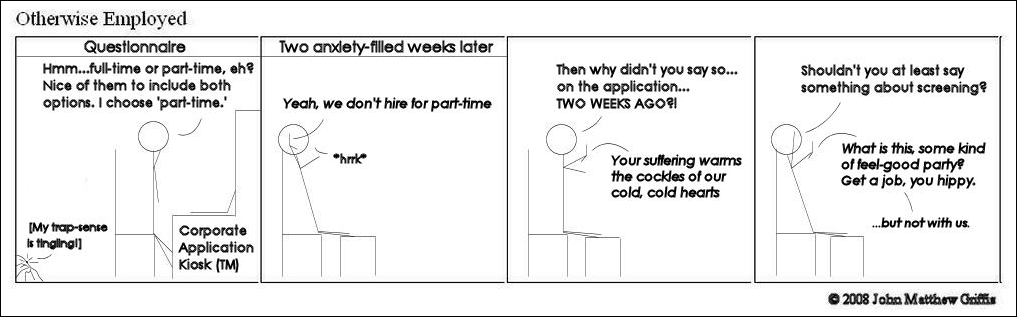 Otherwise Employed
Questionnaire
Hmm...full-time or part-time, eh?
Nice of them to include both
options. I choose 'part-time.'
[My trap-sense
is tingling!]
Corporate
Application
Kiosk (TM)
Two anxiety-filled weeks later
Yeah, we don't hire for part-time
*hrrk*
Then why didn't you say so...
on the application...
TWO WEEKS AGO?!
Your suffering warms
the cockles of our
cold, cold hearts
Shouldn't you at least say
something about screening?
What is this, some kind
of feel-good party?
Get a job, you hippy.
...but not with us.
© 2008 John Matthew Griffis